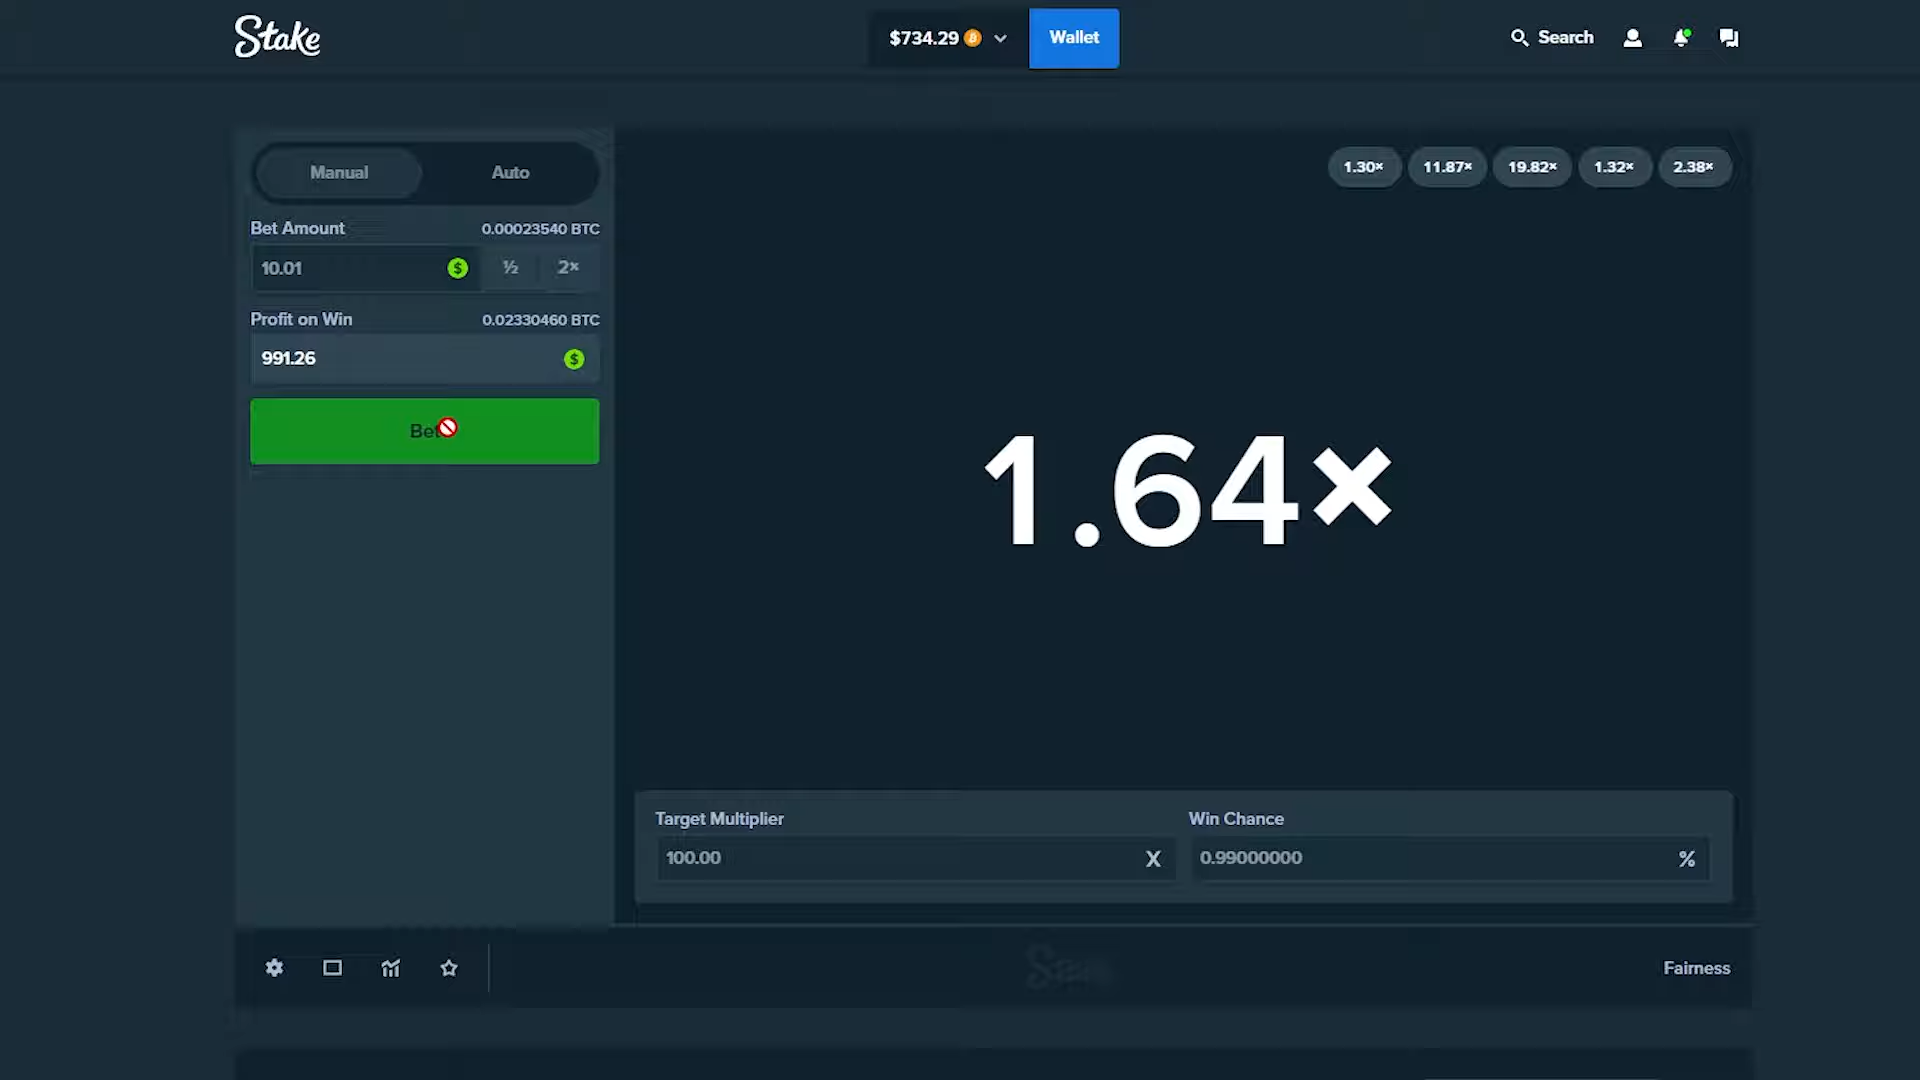 Stake
$734.29
Wallet
Search
Manual
Auto
1.30×
11.87×
19.82×
1.32×
2.38×
Bet Amount
0.00023540 BTC
10.01
$
½
2×
Profit on Win
0.02330460 BTC
991.26
$
Bet
1.64×
Target Multiplier
Win Chance
100.00
X
0.99000000
%
Stake
Fairness